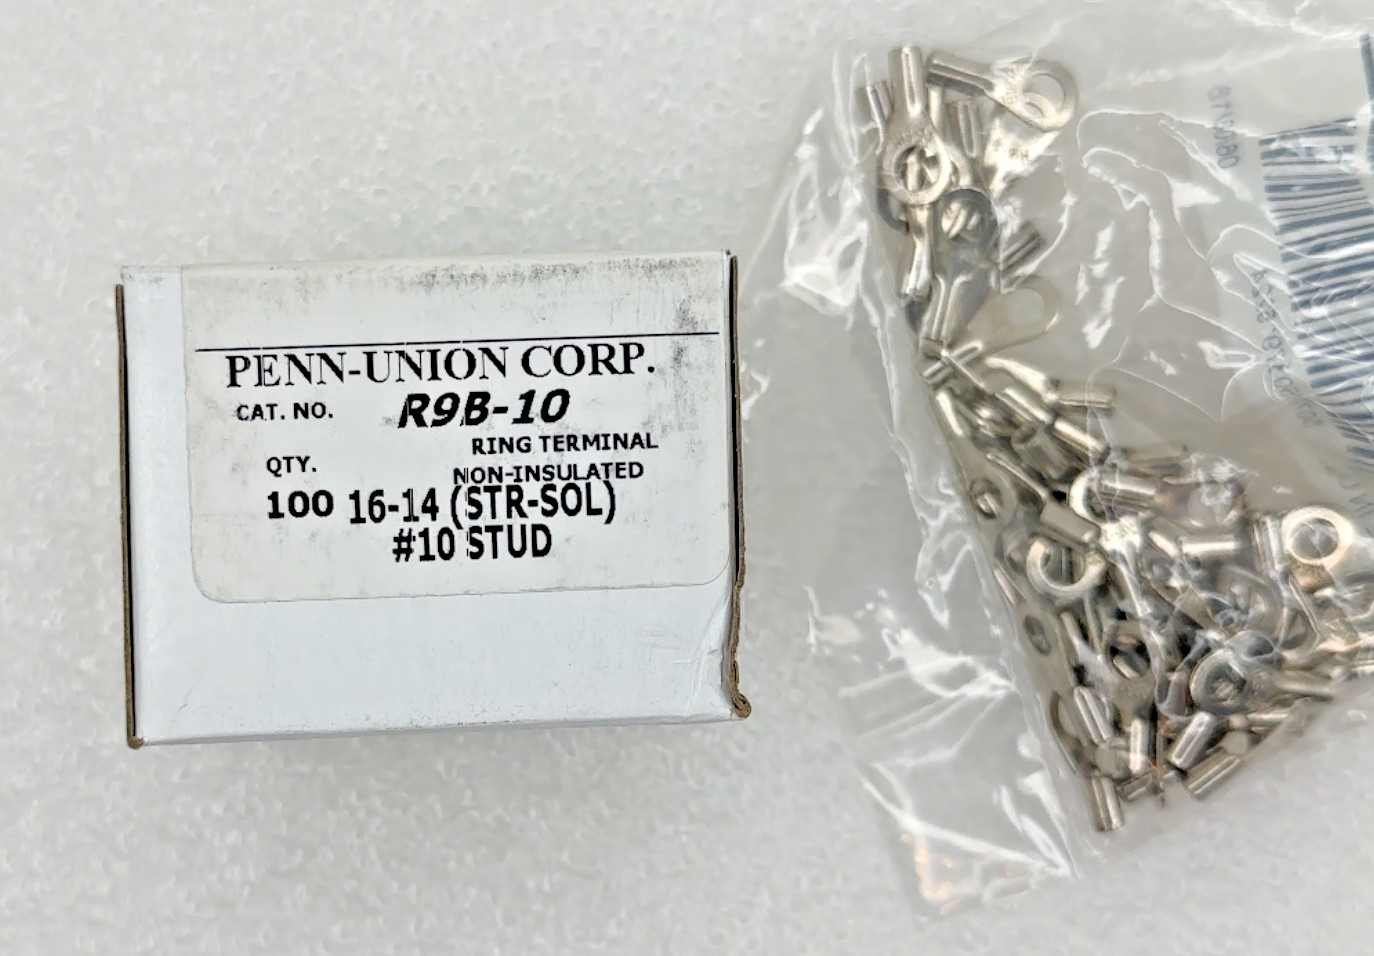 PENN-UNION CORP.
CAT. NO. R9B-10
RING TERMINAL
QTY. NON-INSULATED
100 16-14 (STR-SOL)
#10 STUD